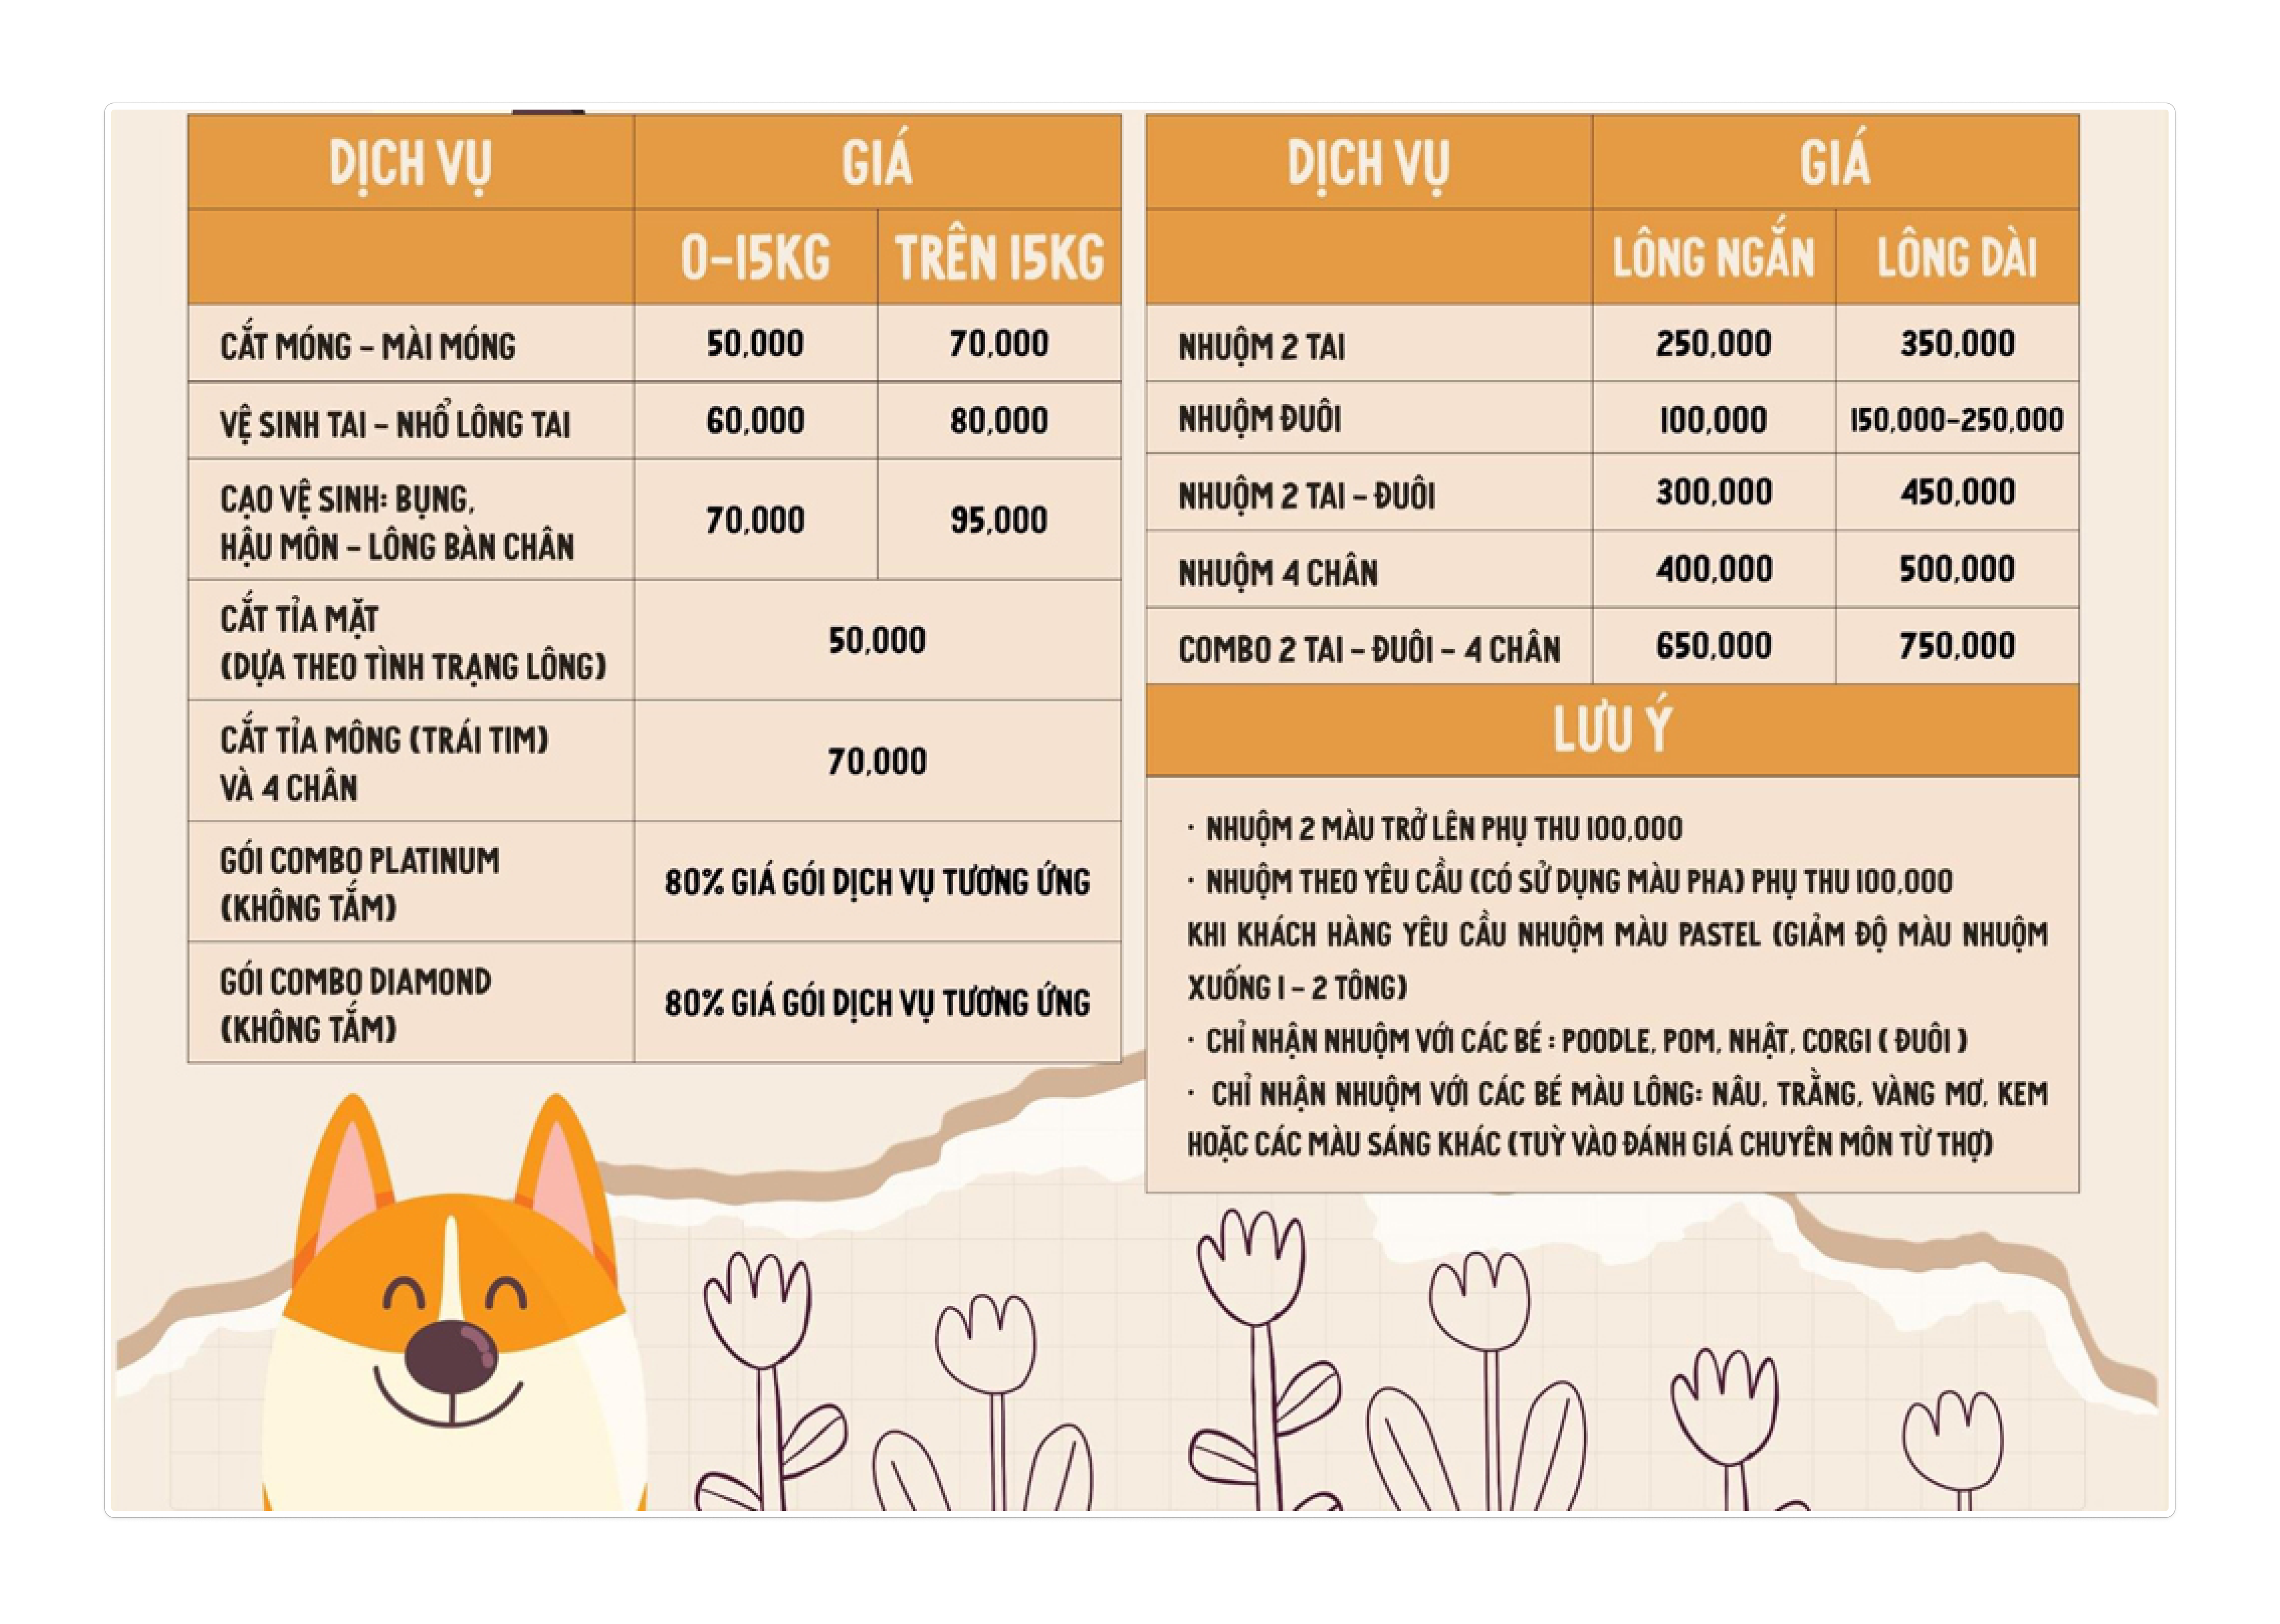 DỊCH VỤ GIÁ
0-15KG TRÊN 15KG
CẮT MÓNG - MÀI MÓNG 50,000 70,000
VỆ SINH TAI - NHỔ LÔNG TAI 60,000 80,000
CẠO VỆ SINH: BỤNG,
HẬU MÔN - LÔNG BÀN CHÂN 70,000 95,000
CẮT TỈA MẶT
(DỰA THEO TÌNH TRẠNG LÔNG) 50,000
CẮT TỈA MÔNG (TRÁI TIM)
VÀ 4 CHÂN 70,000
GÓI COMBO PLATINUM
(KHÔNG TẮM) 80% GIÁ GÓI DỊCH VỤ TƯƠNG ỨNG
GÓI COMBO DIAMOND
(KHÔNG TẮM) 80% GIÁ GÓI DỊCH VỤ TƯƠNG ỨNG
DỊCH VỤ GIÁ
LÔNG NGẮN LÔNG DÀI
NHUỘM 2 TAI 250,000 350,000
NHUỘM ĐUÔI 100,000 150,000-250,000
NHUỘM 2 TAI - ĐUÔI 300,000 450,000
NHUỘM 4 CHÂN 400,000 500,000
COMBO 2 TAI - ĐUÔI - 4 CHÂN 650,000 750,000
LƯU Ý
· NHUỘM 2 MÀU TRỞ LÊN PHỤ THU 100,000
· NHUỘM THEO YÊU CẦU (CÓ SỬ DỤNG MÀU PHA) PHỤ THU 100,000
KHI KHÁCH HÀNG YÊU CẦU NHUỘM MÀU PASTEL (GIẢM ĐỘ MÀU NHUỘM
XUỐNG 1 - 2 TÔNG)
· CHỈ NHẬN NHUỘM VỚI CÁC BÉ : POODLE, POM, NHẬT, CORGI ( ĐUÔI )
· CHỈ NHẬN NHUỘM VỚI CÁC BÉ MÀU LÔNG: NÂU, TRẰNG, VÀNG MƠ, KEM
HOẶC CÁC MÀU SÁNG KHÁC (TUỲ VÀO ĐÁNH GIÁ CHUYÊN MÔN TỪ THỢ)